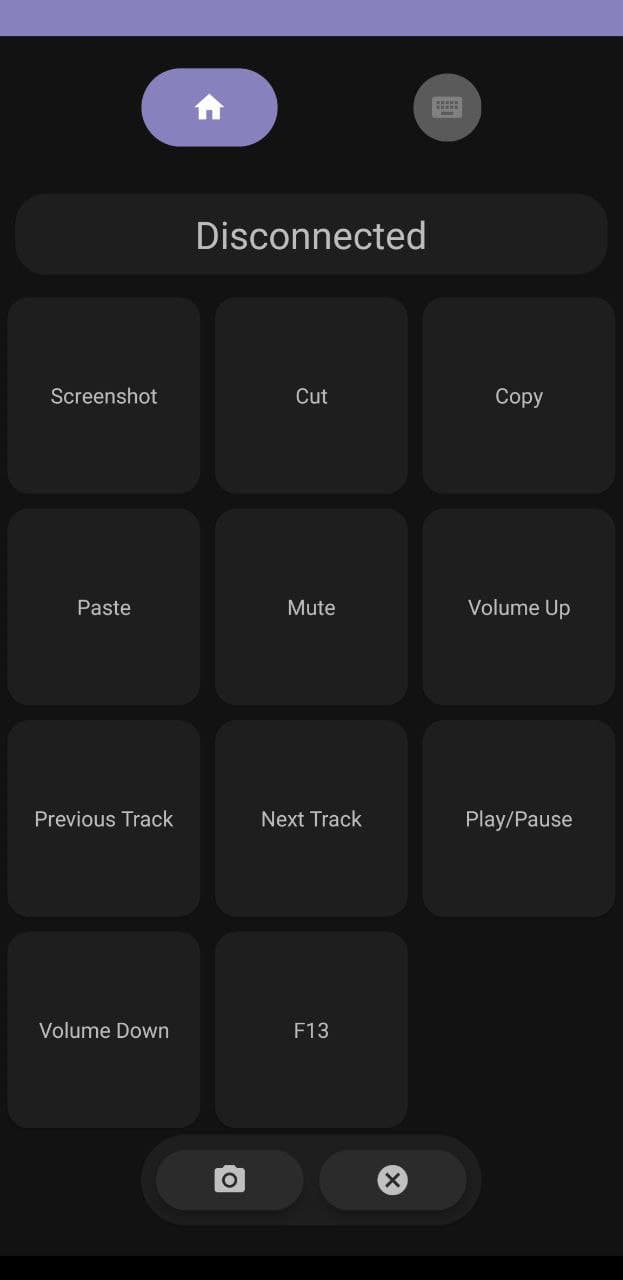 Disconnected
Screenshot
Cut
Copy
Paste
Mute
Volume Up
Previous Track
Next Track
Play/Pause
Volume Down
F13